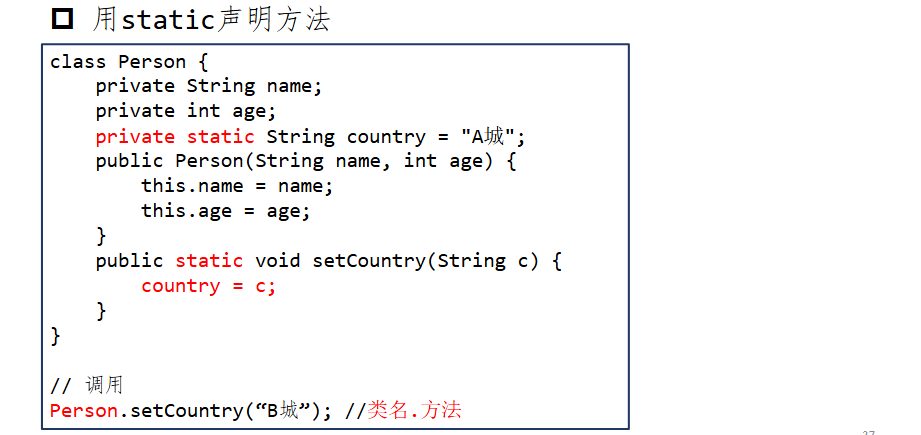 用static声明方法
class Person {
    private String name;
    private int age;
    private static String country = "A城";
    public Person(String name, int age) {
        this.name = name;
        this.age = age;
    }
    public static void setCountry(String c) {
        country = c;
    }
}
// 调用
Person.setCountry(“B城”); //类名.方法